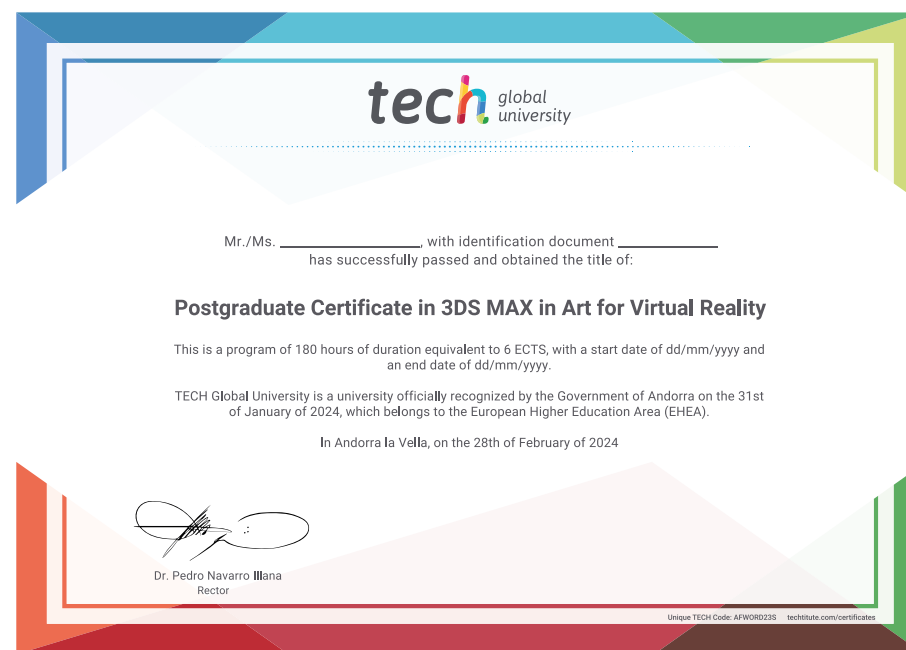 tech global
university
Mr./Ms. ____________, with identification document ____________
has successfully passed and obtained the title of:
Postgraduate Certificate in 3DS MAX in Art for Virtual Reality
This is a program of 180 hours of duration equivalent to 6 ECTS, with a start date of dd/mm/yyyy and
an end date of dd/mm/yyyy.
TECH Global University is a university officially recognized by the Government of Andorra on the 31st
of January of 2024, which belongs to the European Higher Education Area (EHEA).
In Andorra la Vella, on the 28th of February of 2024
Dr. Pedro Navarro Illana
Rector
Unique TECH Code: AFWORD23S techtitute.com/certificates